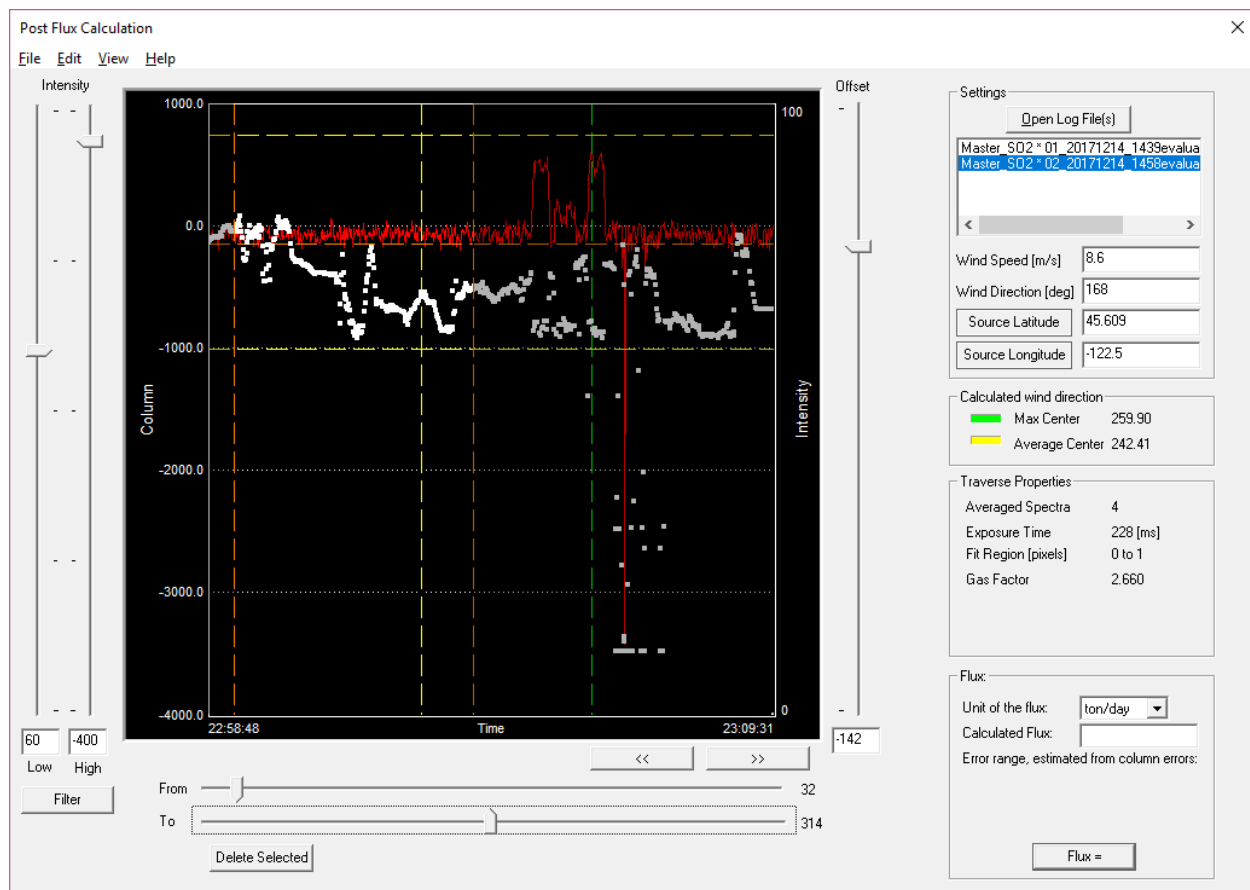 Post Flux Calculation
File Edit View Help
Intensity
Offset
1000.0
0.0
-1000.0
-2000.0
-3000.0
-4000.0
Column
100
0
Intensity
22:58:48 Time 23:09:31
60 -400
Low High
Filter
-142
<< >>
From 32
To 314
Delete Selected
Settings
Open Log File(s)
Master_SO2 * 01_20171214_1439evalua
Master_SO2 * 02_20171214_1458evalua
Wind Speed [m/s] 8.6
Wind Direction [deg] 168
Source Latitude 45.609
Source Longitude -122.5
Calculated wind direction
Max Center 259.90
Average Center 242.41
Traverse Properties
Averaged Spectra 4
Exposure Time 228 [ms]
Fit Region [pixels] 0 to 1
Gas Factor 2.660
Flux:
Unit of the flux: ton/day
Calculated Flux:
Error range, estimated from column errors:
Flux =